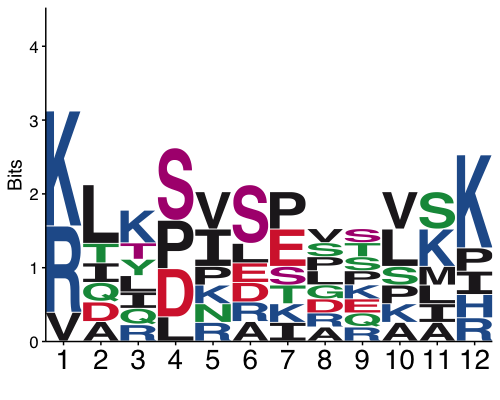 4
3
2
1
0
Bits
K R V
L T I Q D A
K T Y L I Q R
S P D L
V I P K N R
S L E D R A
P E S T K I
V S P L G D R A
S T S P K E Q R
V L S P K A
S K M L I A
K P I H R
1 2 3 4 5 6 7 8 9 10 11 12